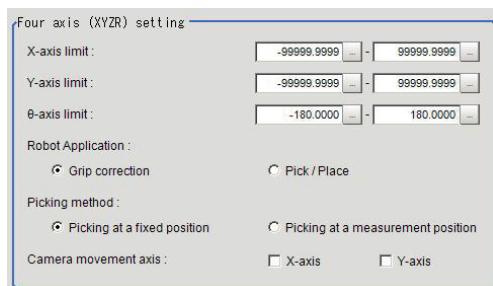 Four axis (XYZR) setting
X-axis limit : -99999.9999 ... - 99999.9999 ...
Y-axis limit : -99999.9999 ... - 99999.9999 ...
θ-axis limit : -180.0000 ... - 180.0000 ...
Robot Application :
Grip correction Pick / Place
Picking method :
Picking at a fixed position Picking at a measurement position
Camera movement axis : X-axis Y-axis